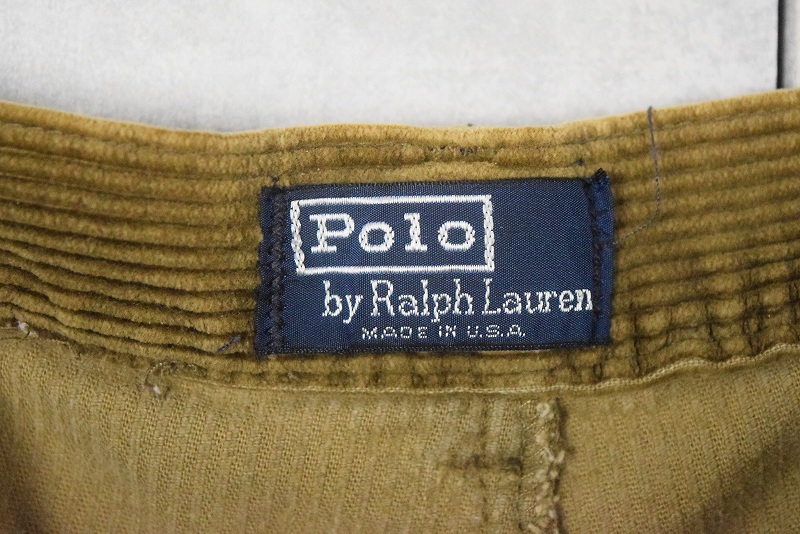 Polo
by Ralph Lauren
MADE IN U.S.A.